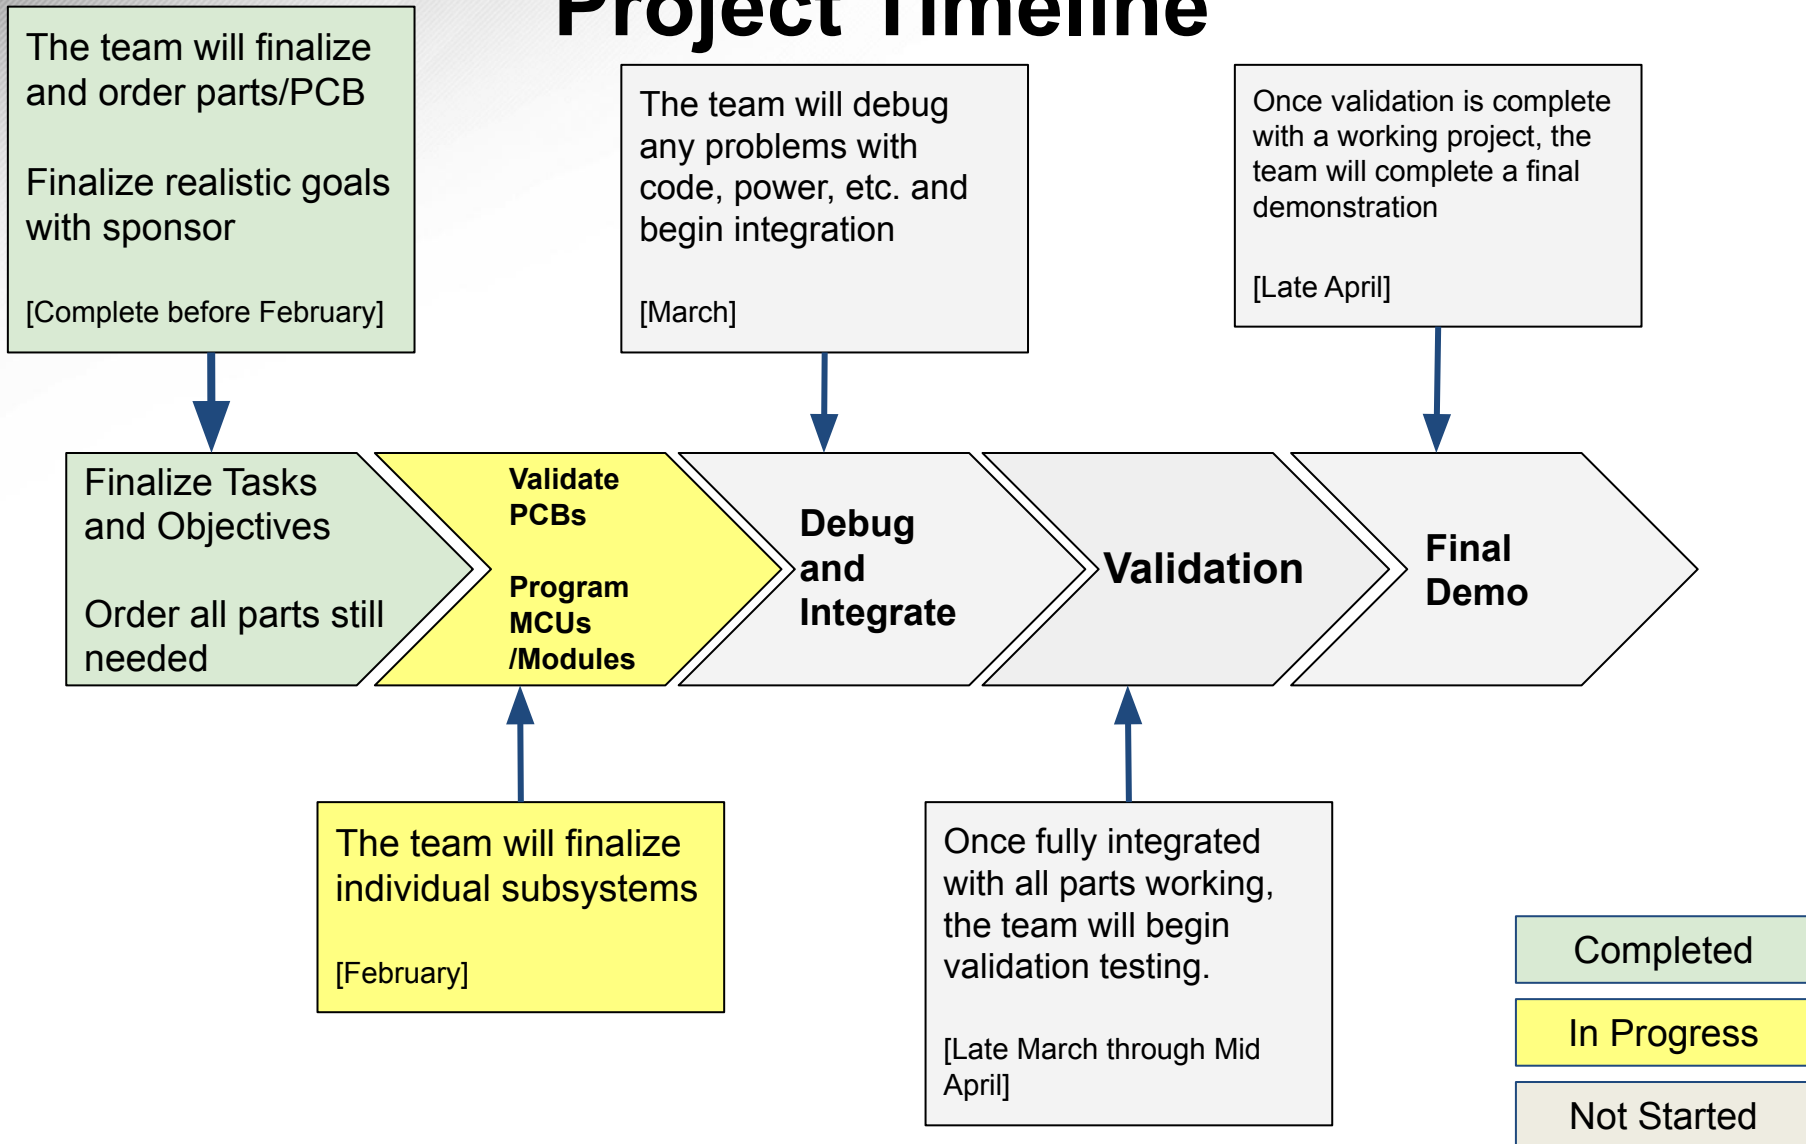 Project Timeline
The team will finalize
and order parts/PCB
Finalize realistic goals
with sponsor
[Complete before February]
The team will debug
any problems with
code, power, etc. and
begin integration
[March]
Once validation is complete
with a working project, the
team will complete a final
demonstration
[Late April]
Finalize Tasks
and Objectives
Order all parts still
needed
Validate
PCBs
Program
MCUs
/Modules
Debug
and
Integrate
Validation
Final
Demo
The team will finalize
individual subsystems
[February]
Once fully integrated
with all parts working,
the team will begin
validation testing.
[Late March through Mid
April]
Completed
In Progress
Not Started